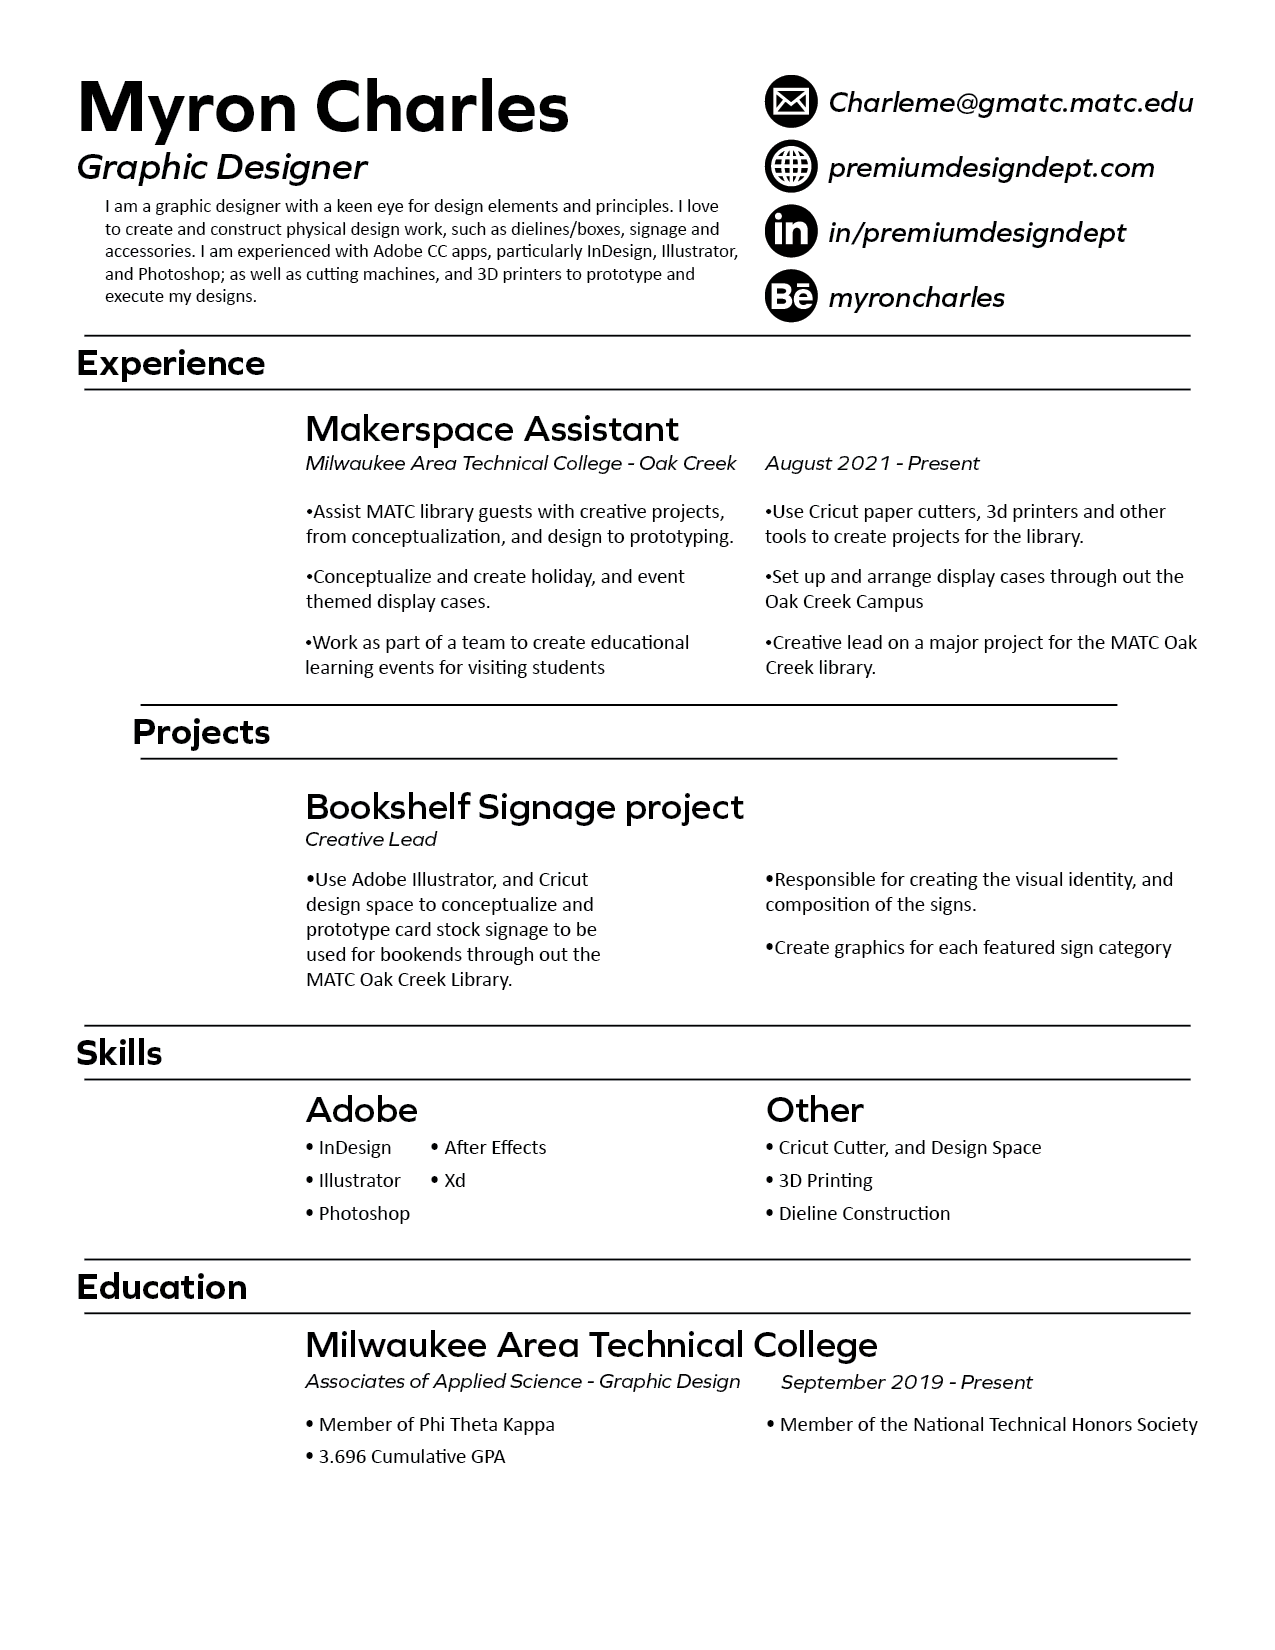 Myron Charles
Graphic Designer
I am a graphic designer with a keen eye for design elements and principles. I love
to create and construct physical design work, such as dielines/boxes, signage and
accessories. I am experienced with Adobe CC apps, particularly InDesign, Illustrator,
and Photoshop; as well as cutting machines, and 3D printers to prototype and
execute my designs.
Charleme@gmatc.matc.edu
premiumdesigndept.com
in
in/premiumdesigndept
Bē
myroncharles
Experience
Makerspace Assistant
Milwaukee Area Technical College - Oak Creek
August 2021 - Present
•Assist MATC library guests with creative projects,
from conceptualization, and design to prototyping.
•Conceptualize and create holiday, and event
themed display cases.
•Work as part of a team to create educational
learning events for visiting students
•Use Cricut paper cutters, 3d printers and other
tools to create projects for the library.
•Set up and arrange display cases through out the
Oak Creek Campus
•Creative lead on a major project for the MATC Oak
Creek library.
Projects
Bookshelf Signage project
Creative Lead
•Use Adobe Illustrator, and Cricut
design space to conceptualize and
prototype card stock signage to be
used for bookends through out the
MATC Oak Creek Library.
•Responsible for creating the visual identity, and
composition of the signs.
•Create graphics for each featured sign category
Skills
Adobe
• InDesign
• Illustrator
• Photoshop
• After Effects
• Xd
Other
• Cricut Cutter, and Design Space
• 3D Printing
• Dieline Construction
Education
Milwaukee Area Technical College
Associates of Applied Science - Graphic Design
September 2019 - Present
• Member of Phi Theta Kappa
• 3.696 Cumulative GPA
• Member of the National Technical Honors Society